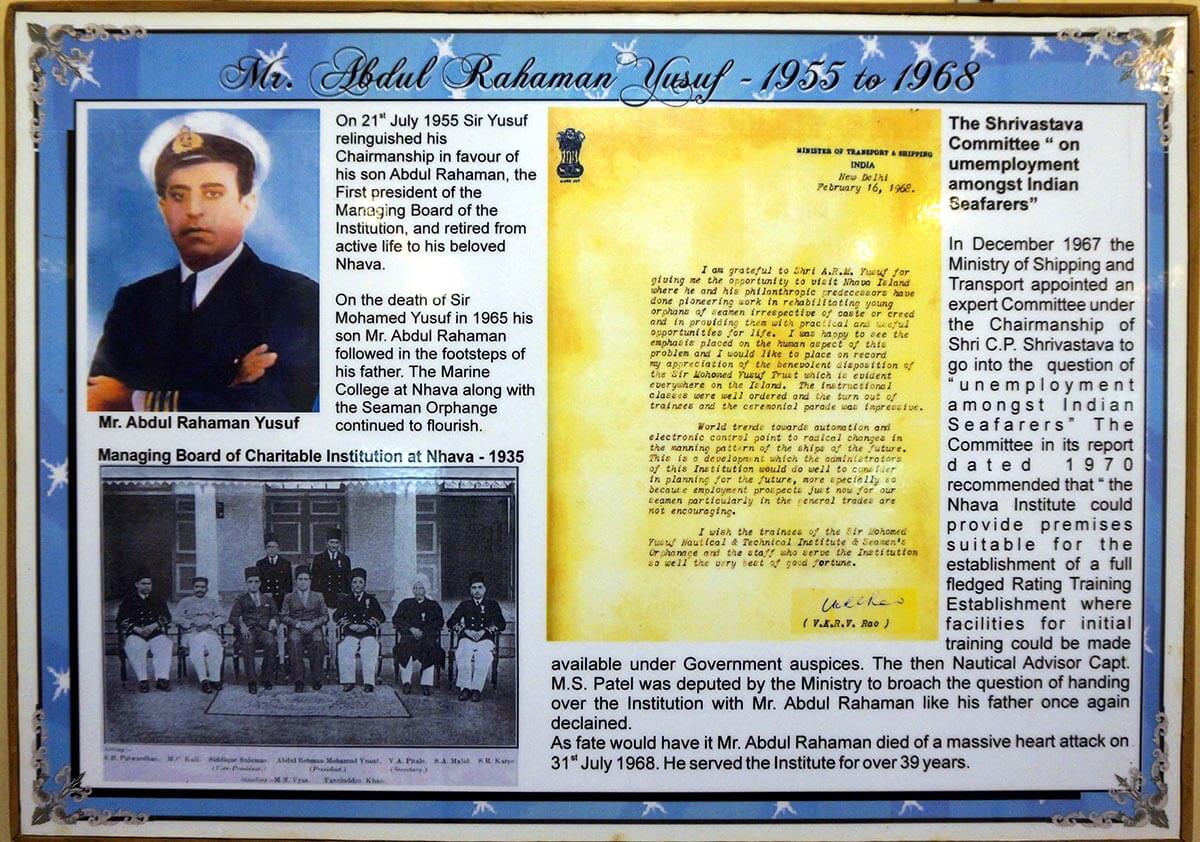 Mr. Abdul Rahaman Yusuf - 1955 to 1968
On 21st July 1955 Sir Yusuf
relinguished his
Chairmanship in favour of
his son Abdul Rahaman, the
First president of the
Managing Board of the
Institution, and retired from
active life to his beloved
Nhava.
On the death of Sir
Mohamed Yusuf in 1965 his
son Mr. Abdul Rahaman
followed in the footsteps of
his father. The Marine
College at Nhava along with
the Seaman Orphange
continued to flourish.
Mr. Abdul Rahaman Yusuf
Managing Board of Charitable Institution at Nhava - 1935
Sitting :-
S.B. Patwardhan. M.C. Kali. Siddique Suleman. Abdul Rehman Mohamed Yusuf. V.A. Pitale. S.A. Majid. S.R. Karpe
(Vice-President.) (President.) (Secretary.)
Standing :-M.N. Vyas. Tamizuddin Khan.
MINISTER OF TRANSPORT & SHIPPING
INDIA
New Delhi
February 16, 1968.
I am grateful to Shri A.R.M. Yusuf for
giving me the opportunity to visit Nhava Island
where he and his philanthropic predecessors have
done pioneering work in rehabilitating young
orphans of seamen irrespective of caste or creed
and in providing them with practical and useful
opportunities for life. I was happy to see the
emphasis placed on the human aspect of this
problem and I would like to place on record
my appreciation of the benevolent disposition of
the Sir Mohomed Yusuf Trust which is evident
everywhere on the Island. The instructional
classes were well ordered and the turn out of
trainees and the ceremonial parade was impressive.
World trends towards automation and
electronic control point to radical changes in
the manning pattern of the ships of the future.
This is a development which the administrators
of this Institution would do well to consider
in planning for the future, more specially so
because employment prospects just now for our
seamen particularly in the general trades are
not encouraging.
I wish the trainees of the Sir Mohomed
Yusuf Nautical & Technical Institute & Seamen's
Orphanage and the staff who serve the Institution
so well the very best of good fortune.
( V.K.R.V. Rao )
The Shrivastava
Committee “ on
umemployment
amongst Indian
Seafarers”
In December 1967 the
Ministry of Shipping and
Transport appointed an
expert Committee under
the Chairmanship of
Shri C.P. Shrivastava to
go into the question of
“unemployment
amongst Indian
Seafarers” The
Committee in its report
dated 1970
recommended that “ the
Nhava Institute could
provide premises
suitable for the
establishment of a full
fledged Rating Training
Establishment where
facilities for initial
training could be made
available under Government auspices. The then Nautical Advisor Capt.
M.S. Patel was deputed by the Ministry to broach the question of handing
over the Institution with Mr. Abdul Rahaman like his father once again
declained.
As fate would have it Mr. Abdul Rahaman died of a massive heart attack on
31st July 1968. He served the Institute for over 39 years.